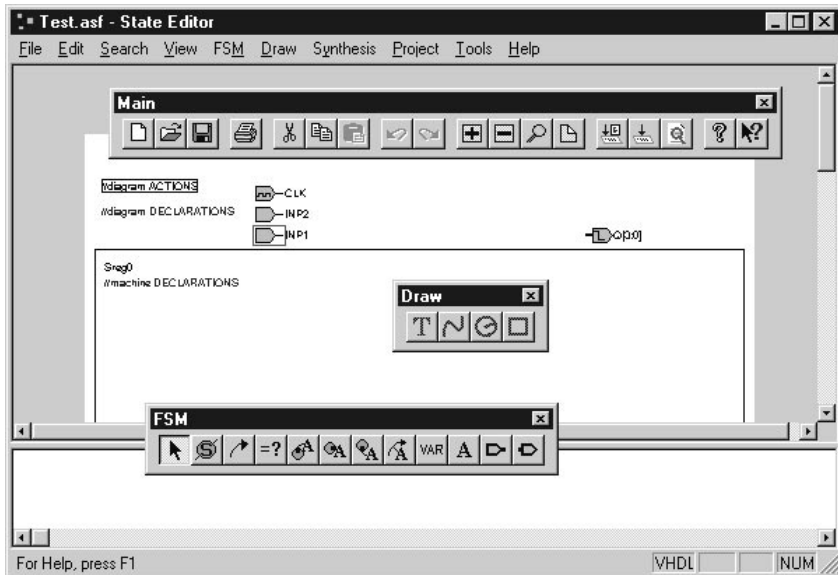 Test.asf - State Editor
File Edit Search View FSM Draw Synthesis Project Tools Help
Main
//diagram ACTIONS
CLK
//diagram DECLARATIONS
INP2
INP1
Q[3:0]
Sreg0
//machine DECLARATIONS
Draw
T
FSM
S =? A A A A VAR A
For Help, press F1
VHDL
NUM